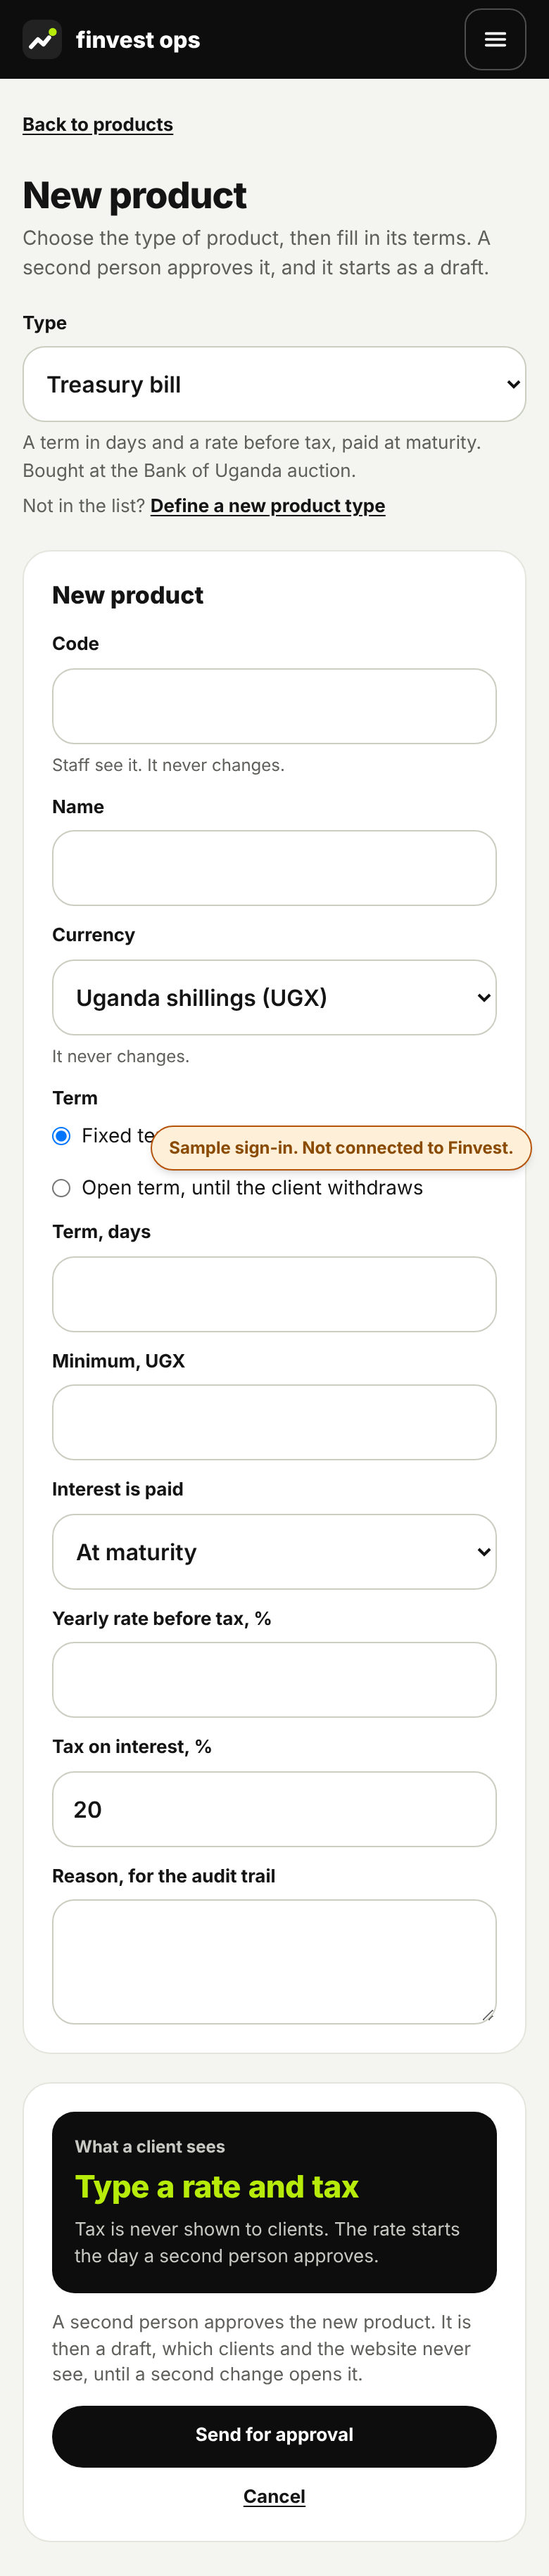 finvest ops
Back to products
New product
Choose the type of product, then fill in its terms. A
second person approves it, and it starts as a draft.
Type
Treasury bill
A term in days and a rate before tax, paid at maturity.
Bought at the Bank of Uganda auction.
Not in the list? Define a new product type
New product
Code
Staff see it. It never changes.
Name
Currency
Uganda shillings (UGX)
It never changes.
Term
Fixed te
Sample sign-in. Not connected to Finvest.
Open term, until the client withdraws
Term, days
Minimum, UGX
Interest is paid
At maturity
Yearly rate before tax, %
Tax on interest, %
20
Reason, for the audit trail
What a client sees
Type a rate and tax
Tax is never shown to clients. The rate starts
the day a second person approves.
A second person approves the new product. It is
then a draft, which clients and the website never
see, until a second change opens it.
Send for approval
Cancel